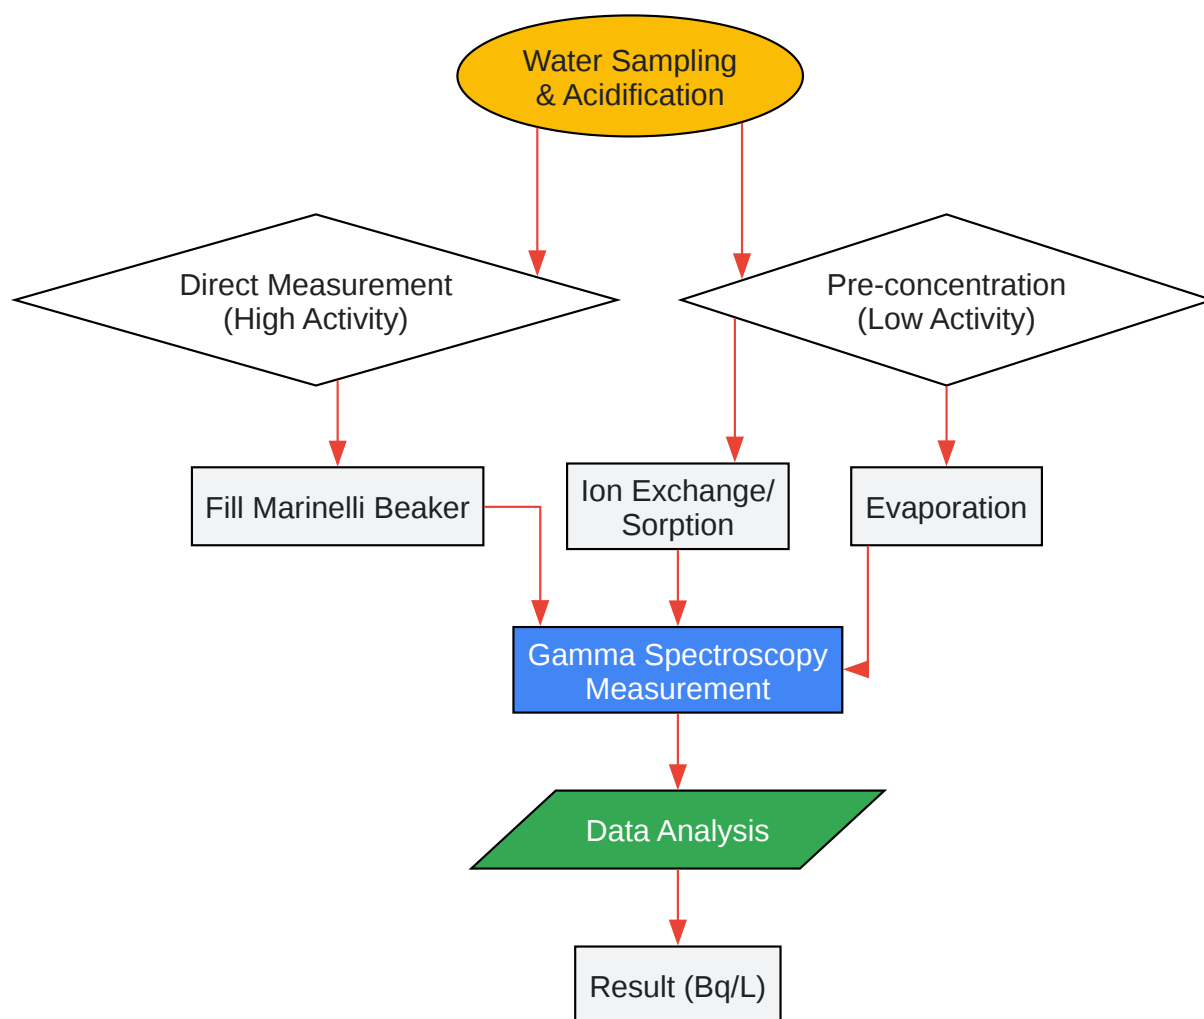 Water Sampling
& Acidification
Direct Measurement
(High Activity)
Pre-concentration
(Low Activity)
Fill Marinelli Beaker
Ion Exchange/
Sorption
Evaporation
Gamma Spectroscopy
Measurement
Data Analysis
Result (Bq/L)